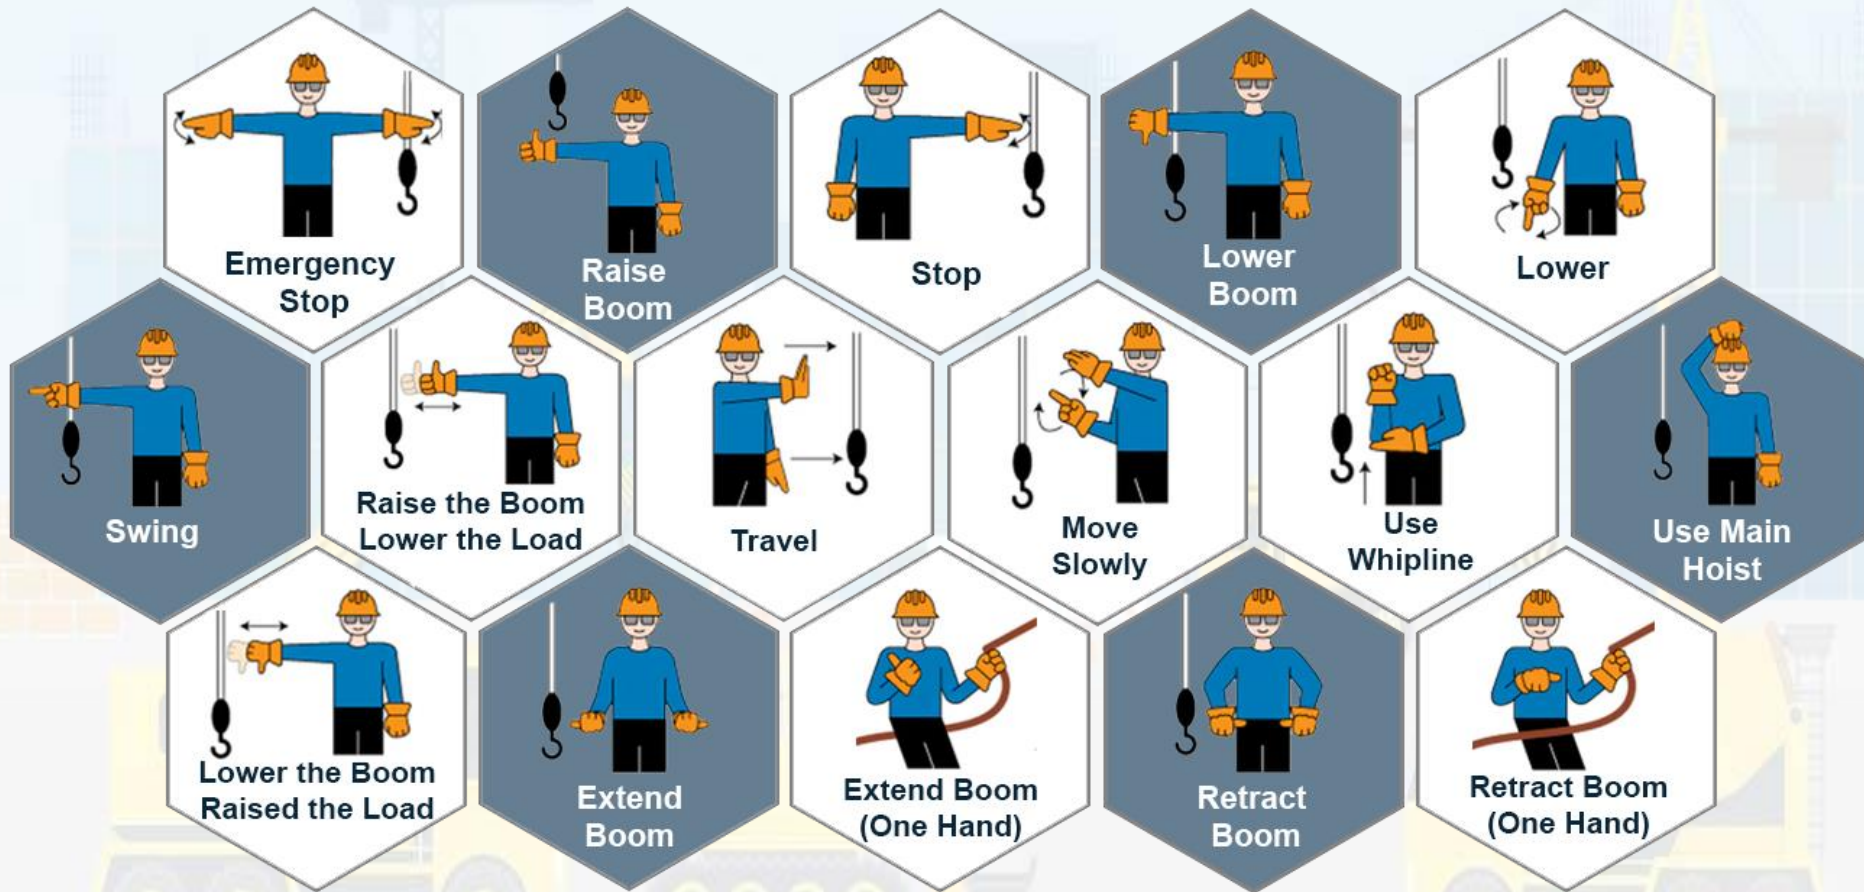 Emergency
Stop
Raise
Boom
Stop
Lower
Boom
Lower
Swing
Raise the Boom
Lower the Load
Travel
Move
Slowly
Use
Whipline
Use Main
Hoist
Lower the Boom
Raised the Load
Extend
Boom
Extend Boom
(One Hand)
Retract
Boom
Retract Boom
(One Hand)